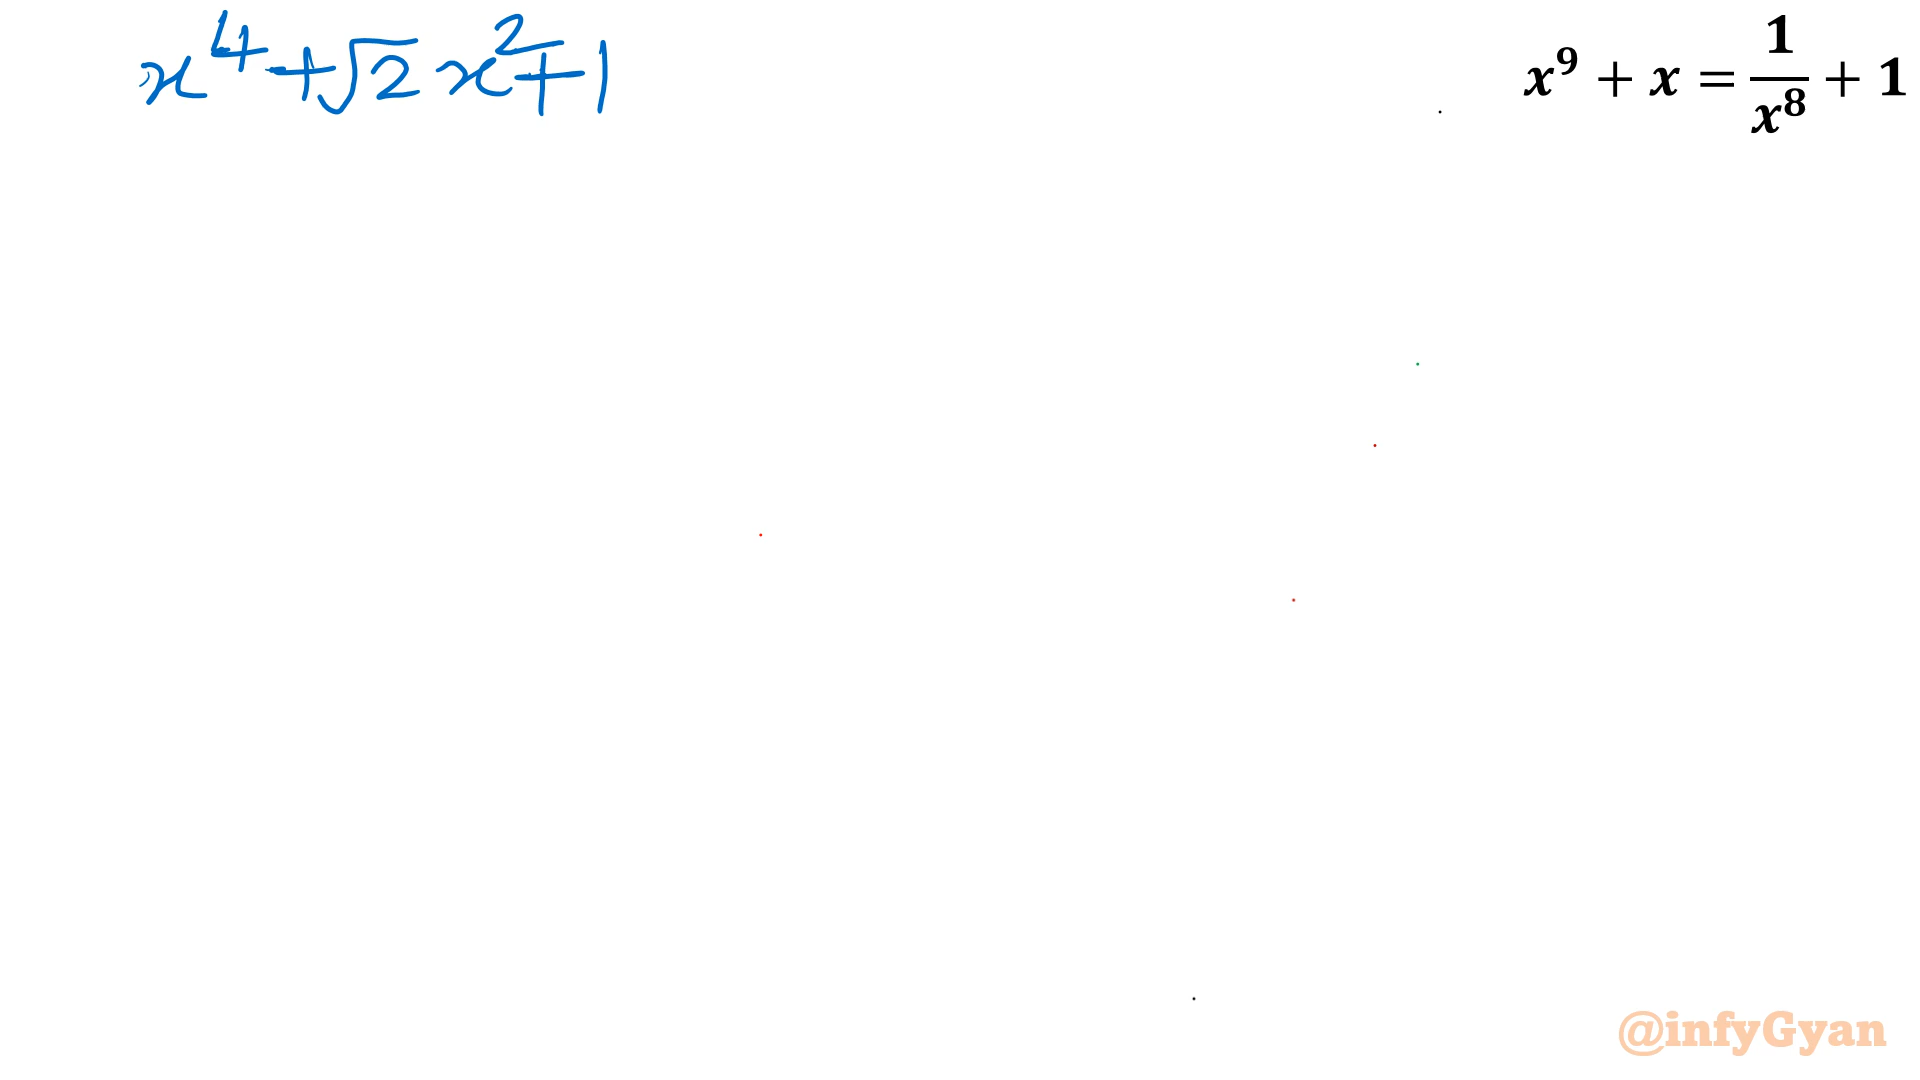 x⁴+√2 x²+1
x⁹ + x = 1/x⁸ + 1
@infyGyan